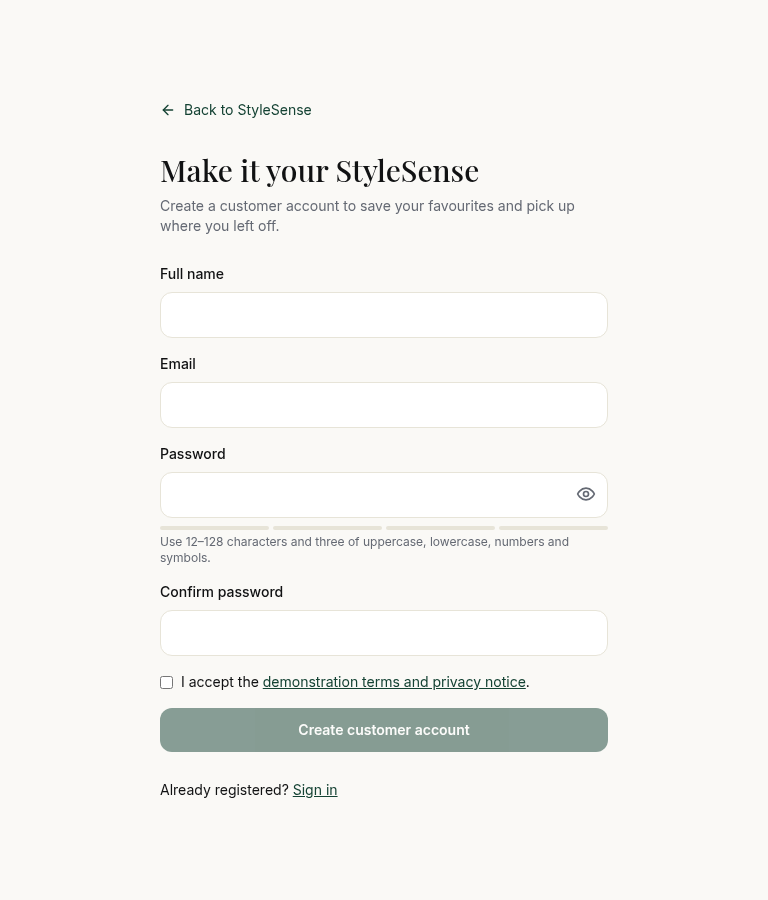 Back to StyleSense
Make it your StyleSense
Create a customer account to save your favourites and pick up
where you left off.
Full name
Email
Password
Use 12–128 characters and three of uppercase, lowercase, numbers and
symbols.
Confirm password
I accept the demonstration terms and privacy notice.
Create customer account
Already registered? Sign in